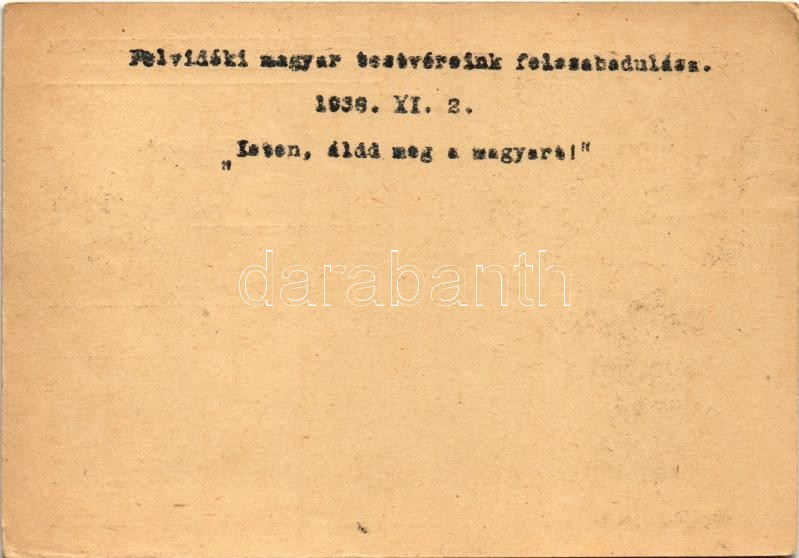 Felvidéki magyar testvéreink felszabadulása.
1938. XI. 2.
„Isten, áldd meg a magyart!"
darabanth